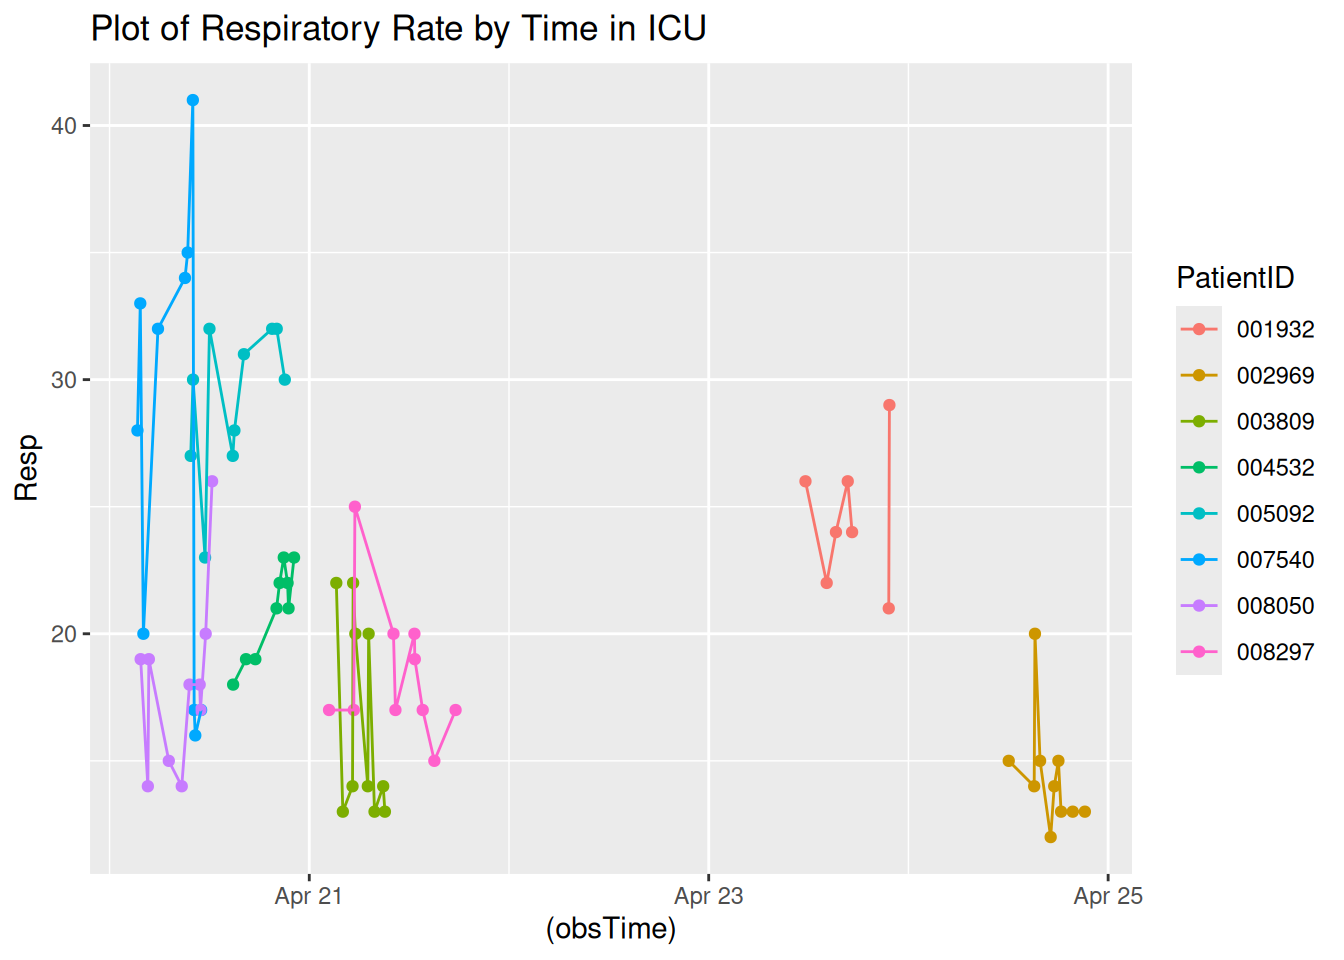 Plot of Respiratory Rate by Time in ICU
40
30
20
Resp
Apr 21
Apr 23
Apr 25
(obsTime)
PatientID
001932
002969
003809
004532
005092
007540
008050
008297